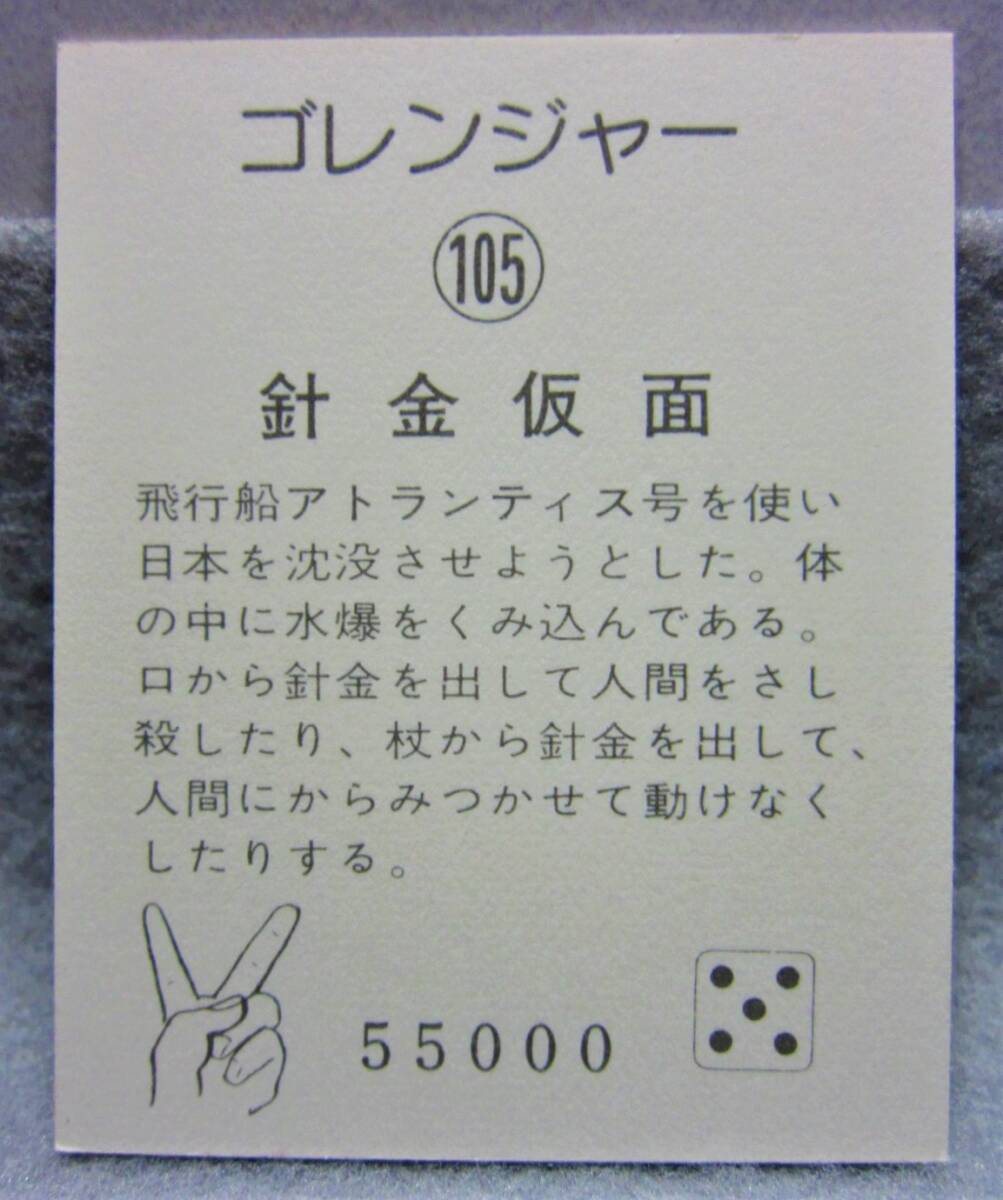 ゴレンジャー
105
針金仮面
飛行船アトランティス号を使い
日本を沈没させようとした。体
の中に水爆をくみ込んである。
口から針金を出して人間をさし
殺したり、杖から針金を出して、
人間にからみつかせて動けなく
したりする。
55000